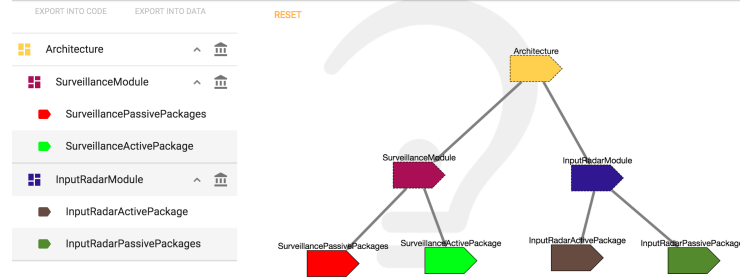 EXPORT INTO CODE EXPORT INTO DATA
RESET
Architecture
SurveillanceModule
SurveillancePassivePackages
SurveillanceActivePackage
InputRadarModule
InputRadarActivePackage
InputRadarPassivePackages
Architecture
SurveillanceModule
InputRadarModule
SurveillancePassivePackages
SurveillanceActivePackage
InputRadarActivePackage
InputRadarPassivePackage